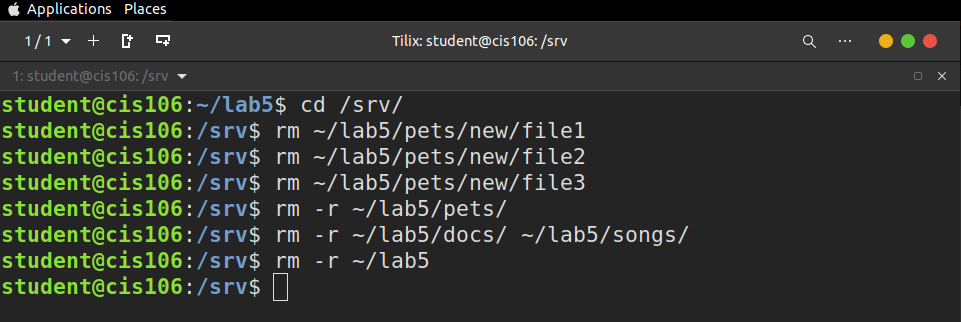 Applications Places
1 / 1 Tilix: student@cis106: /srv
1: student@cis106: /srv
student@cis106:~/lab5$ cd /srv/
student@cis106:/srv$ rm ~/lab5/pets/new/file1
student@cis106:/srv$ rm ~/lab5/pets/new/file2
student@cis106:/srv$ rm ~/lab5/pets/new/file3
student@cis106:/srv$ rm -r ~/lab5/pets/
student@cis106:/srv$ rm -r ~/lab5/docs/ ~/lab5/songs/
student@cis106:/srv$ rm -r ~/lab5
student@cis106:/srv$